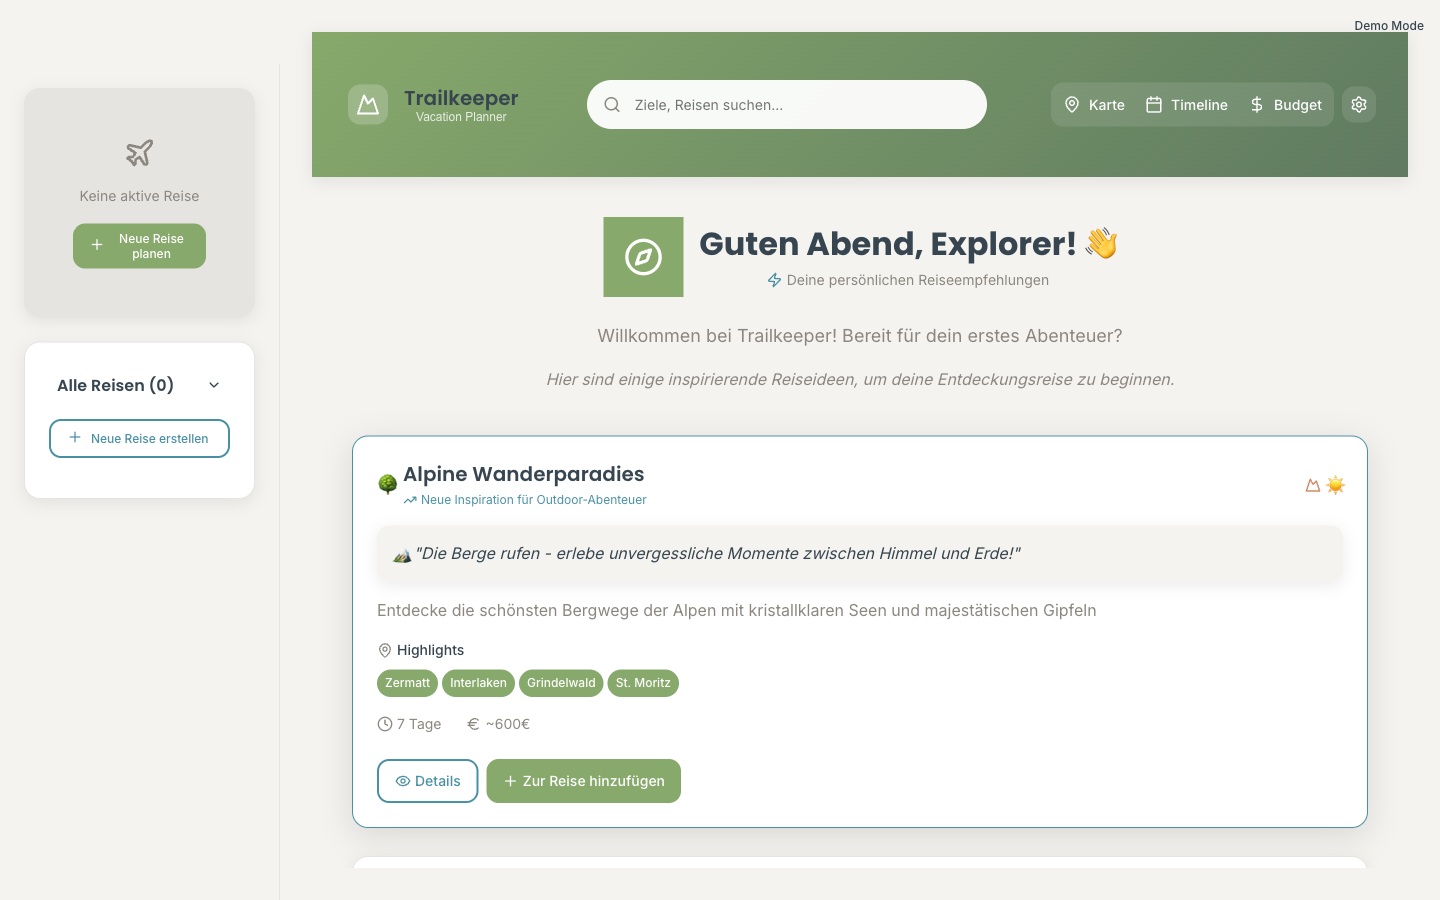 Demo Mode
Trailkeeper
Vacation Planner
Ziele, Reisen suchen...
Karte
Timeline
Budget
Keine aktive Reise
Neue Reise
planen
Alle Reisen (0)
Neue Reise erstellen
Guten Abend, Explorer! 👋
Deine persönlichen Reiseempfehlungen
Willkommen bei Trailkeeper! Bereit für dein erstes Abenteuer?
Hier sind einige inspirierende Reiseideen, um deine Entdeckungsreise zu beginnen.
Alpine Wanderparadies
Neue Inspiration für Outdoor-Abenteuer
"Die Berge rufen - erlebe unvergessliche Momente zwischen Himmel und Erde!"
Entdecke die schönsten Bergwege der Alpen mit kristallklaren Seen und majestätischen Gipfeln
Highlights
Zermatt Interlaken Grindelwald St. Moritz
7 Tage € ~600€
Details
Zur Reise hinzufügen